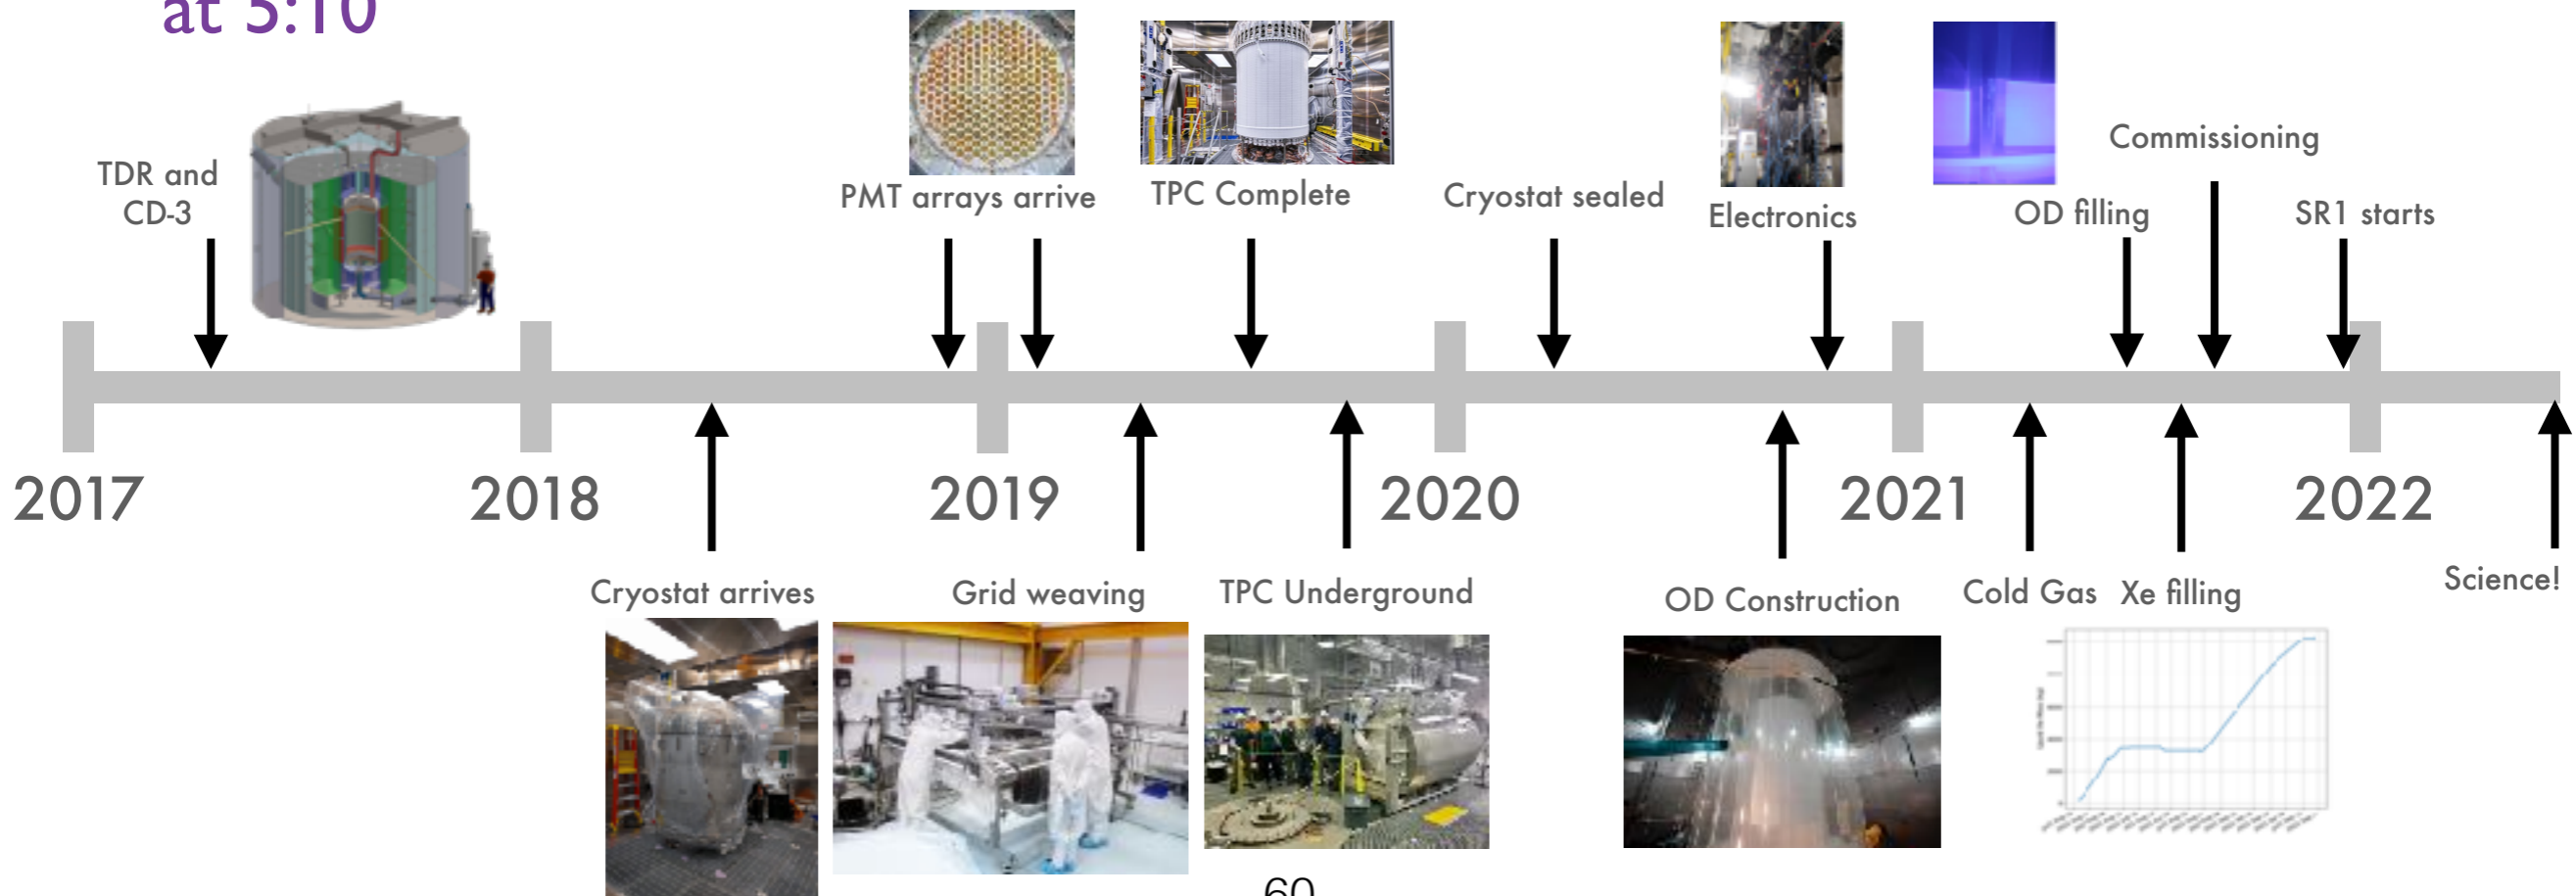 at 5:10
TDR and
CD-3
PMT arrays arrive
TPC Complete
Cryostat sealed
Electronics
OD filling
Commissioning
SR1 starts
2017
2018
2019
2020
2021
2022
Cryostat arrives
Grid weaving
TPC Underground
OD Construction
Cold Gas
Xe filling
Science!
60